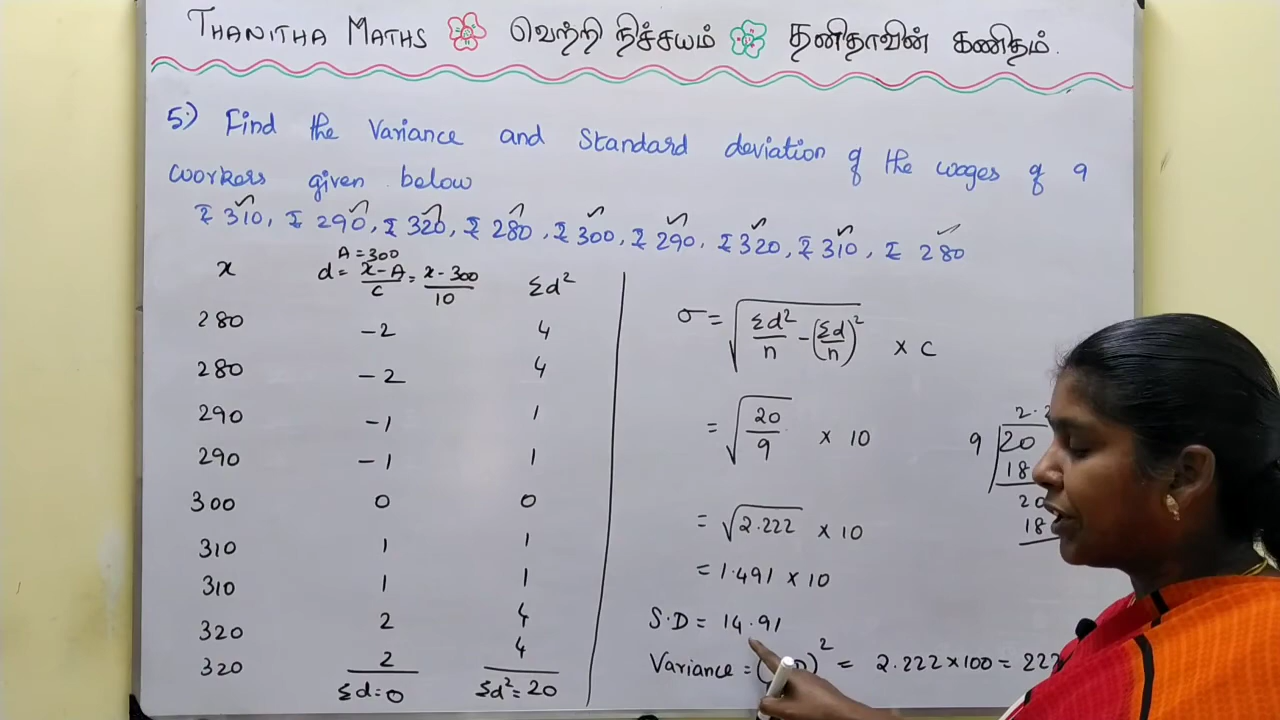 THANITHA MATHS வெற்றி நிச்சயம் தனிதாவின் கணிதம்.
5) Find the Variance and Standard deviation of the wages of 9
workers given below
₹ 310, ₹ 290, ₹ 320, ₹ 280, ₹ 300, ₹ 290, ₹ 320, ₹ 310, ₹ 280
A = 300
x d = x-A/c = x-300/10 Σd²
280 -2 4
280 -2 4
290 -1 1
290 -1 1
300 0 0
310 1 1
310 1 1
320 2 4
320 2 4
Σd=0 Σd²=20
σ = √(Σd²/n - (Σd/n)²) × c
= √(20/9) × 10
= √2.222 × 10
= 1.491 × 10
S.D = 14.91
Variance = ( )² = 2.222×100 = 222
2.2
9 20
18
20
18